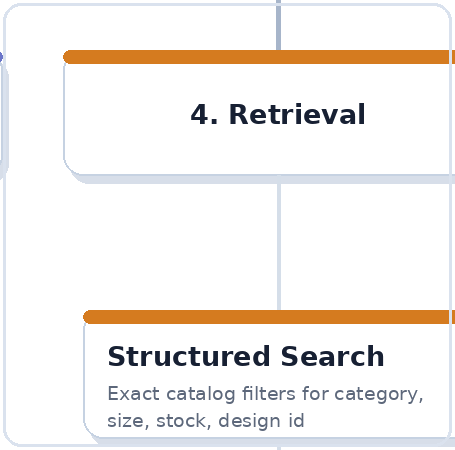 4. Retrieval
Structured Search
Exact catalog filters for category,
size, stock, design id